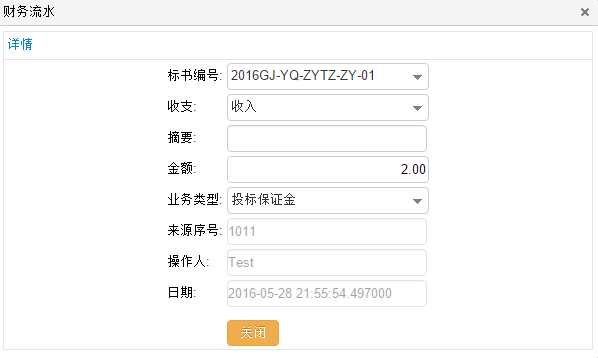 财务流水
详情
标书编号: 2016GJ-YQ-ZYTZ-ZY-01
收支: 收入
摘要:
金额: 2.00
业务类型: 投标保证金
来源序号: 1011
操作人: Test
日期: 2016-05-28 21:55:54.497000
关闭